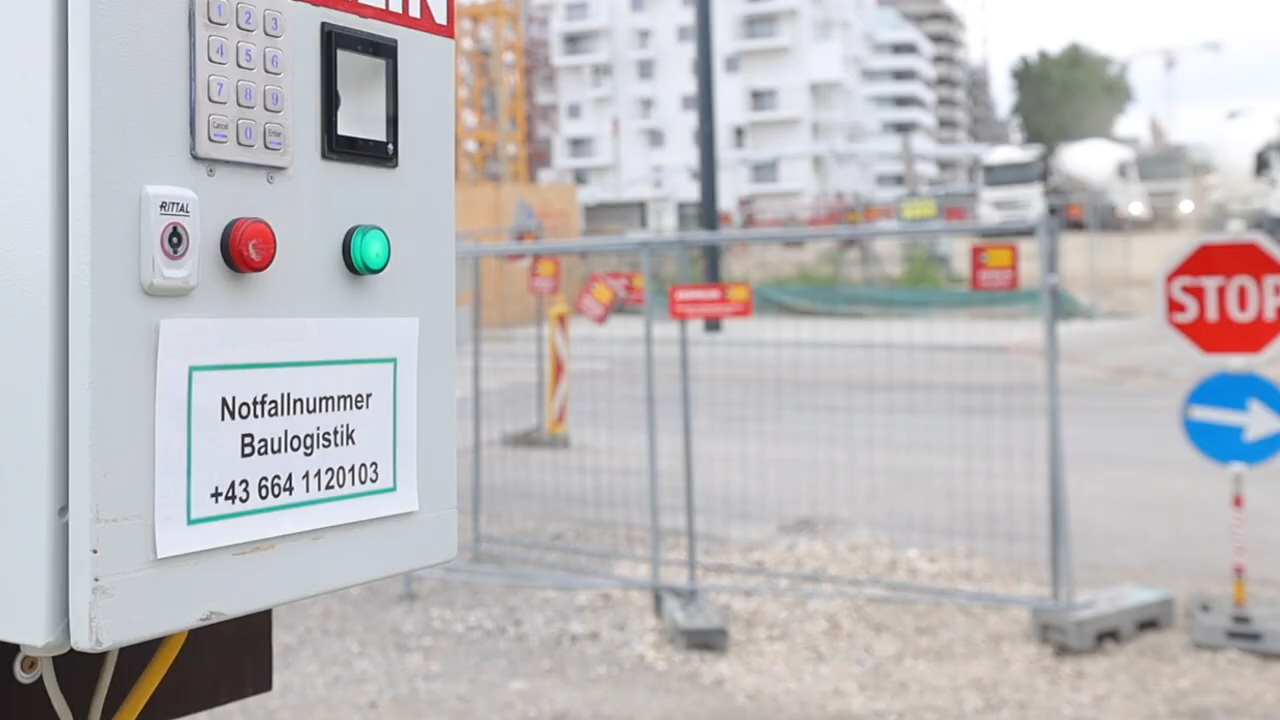 1 2 3
4 5 6
7 8 9
Cancel 0 Enter
RITTAL
Notfallnummer
Baulogistik
+43 664 1120103
STOP